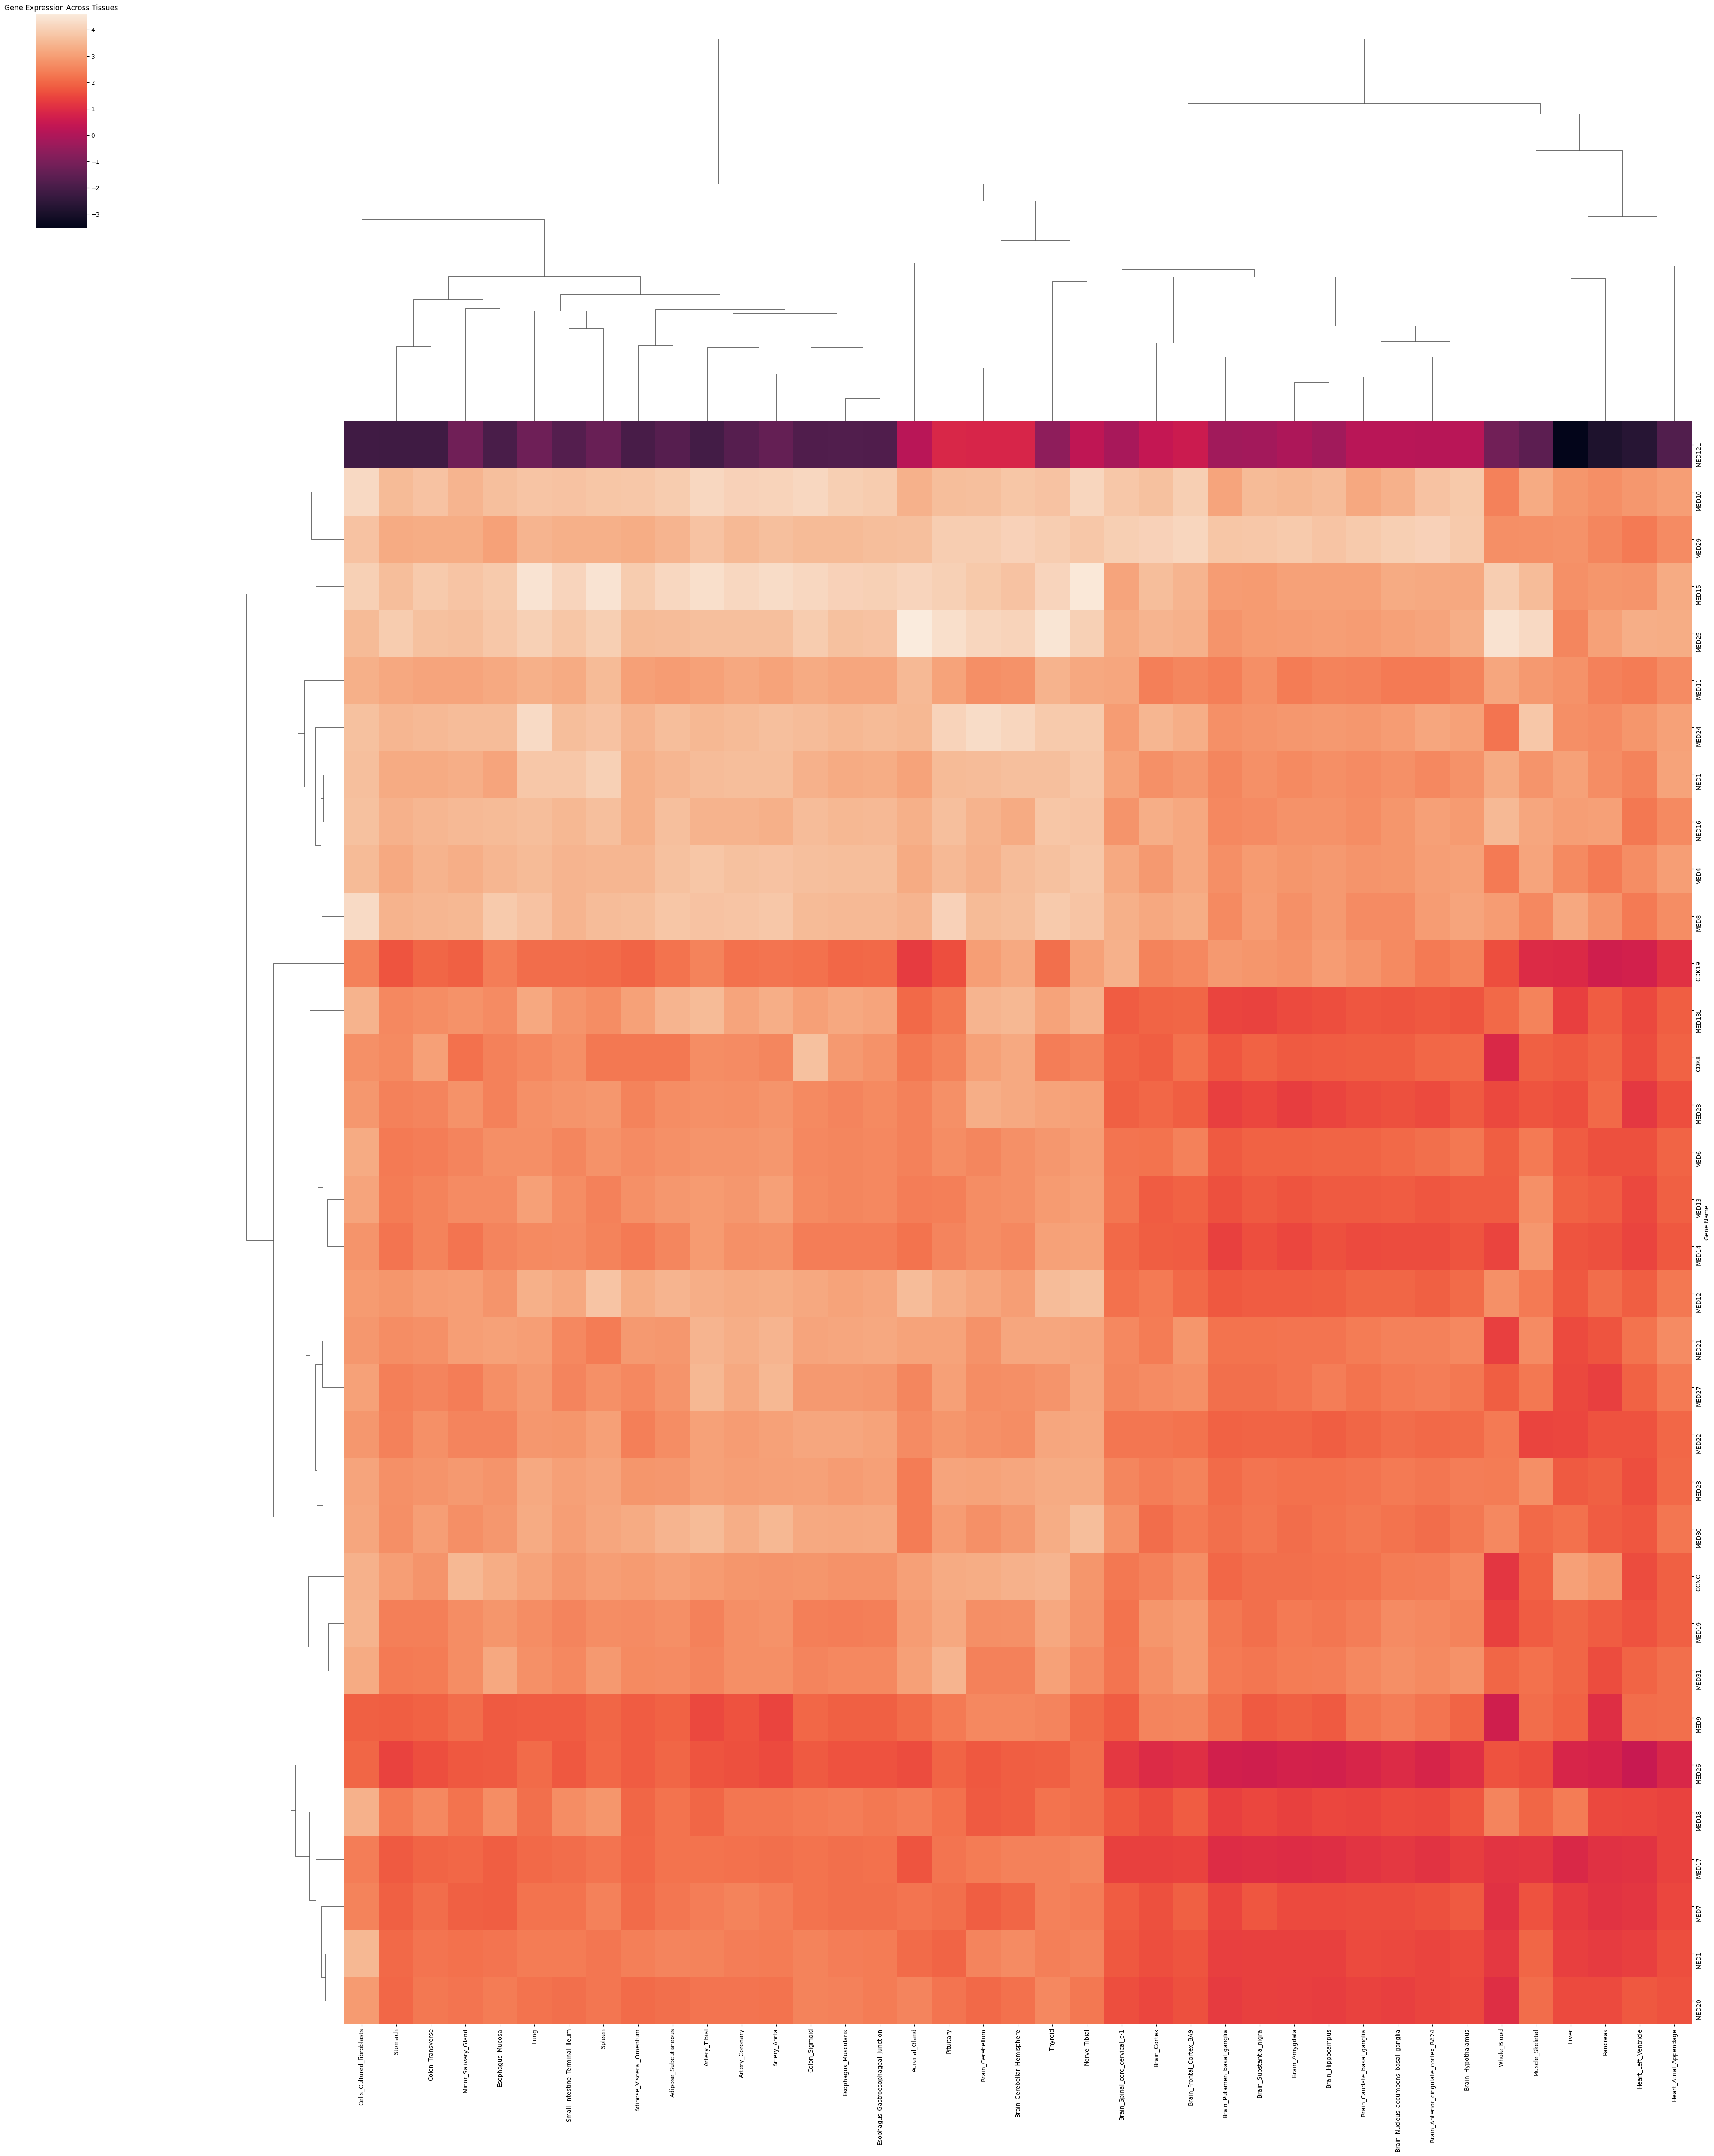 Gene Expression Across Tissues
4
3
2
1
0
−1
−2
−3
MED12L
MED10
MED29
MED15
MED25
MED11
MED24
MED1
MED16
MED4
MED8
CDK19
MED13L
CDK8
MED23
MED6
MED13
MED14
MED12
MED21
MED27
MED22
MED28
MED30
CCNC
MED19
MED31
MED9
MED26
MED18
MED17
MED7
MED1
MED20
Gene Name
Cells_Cultured_fibroblasts
Stomach
Colon_Transverse
Minor_Salivary_Gland
Esophagus_Mucosa
Lung
Small_Intestine_Terminal_Ileum
Spleen
Adipose_Visceral_Omentum
Adipose_Subcutaneous
Artery_Tibial
Artery_Coronary
Artery_Aorta
Colon_Sigmoid
Esophagus_Muscularis
Esophagus_Gastroesophageal_Junction
Adrenal_Gland
Pituitary
Brain_Cerebellum
Brain_Cerebellar_Hemisphere
Thyroid
Nerve_Tibial
Brain_Spinal_cord_cervical_c-1
Brain_Cortex
Brain_Frontal_Cortex_BA9
Brain_Putamen_basal_ganglia
Brain_Substantia_nigra
Brain_Amygdala
Brain_Hippocampus
Brain_Caudate_basal_ganglia
Brain_Nucleus_accumbens_basal_ganglia
Brain_Anterior_cingulate_cortex_BA24
Brain_Hypothalamus
Whole_Blood
Muscle_Skeletal
Liver
Pancreas
Heart_Left_Ventricle
Heart_Atrial_Appendage